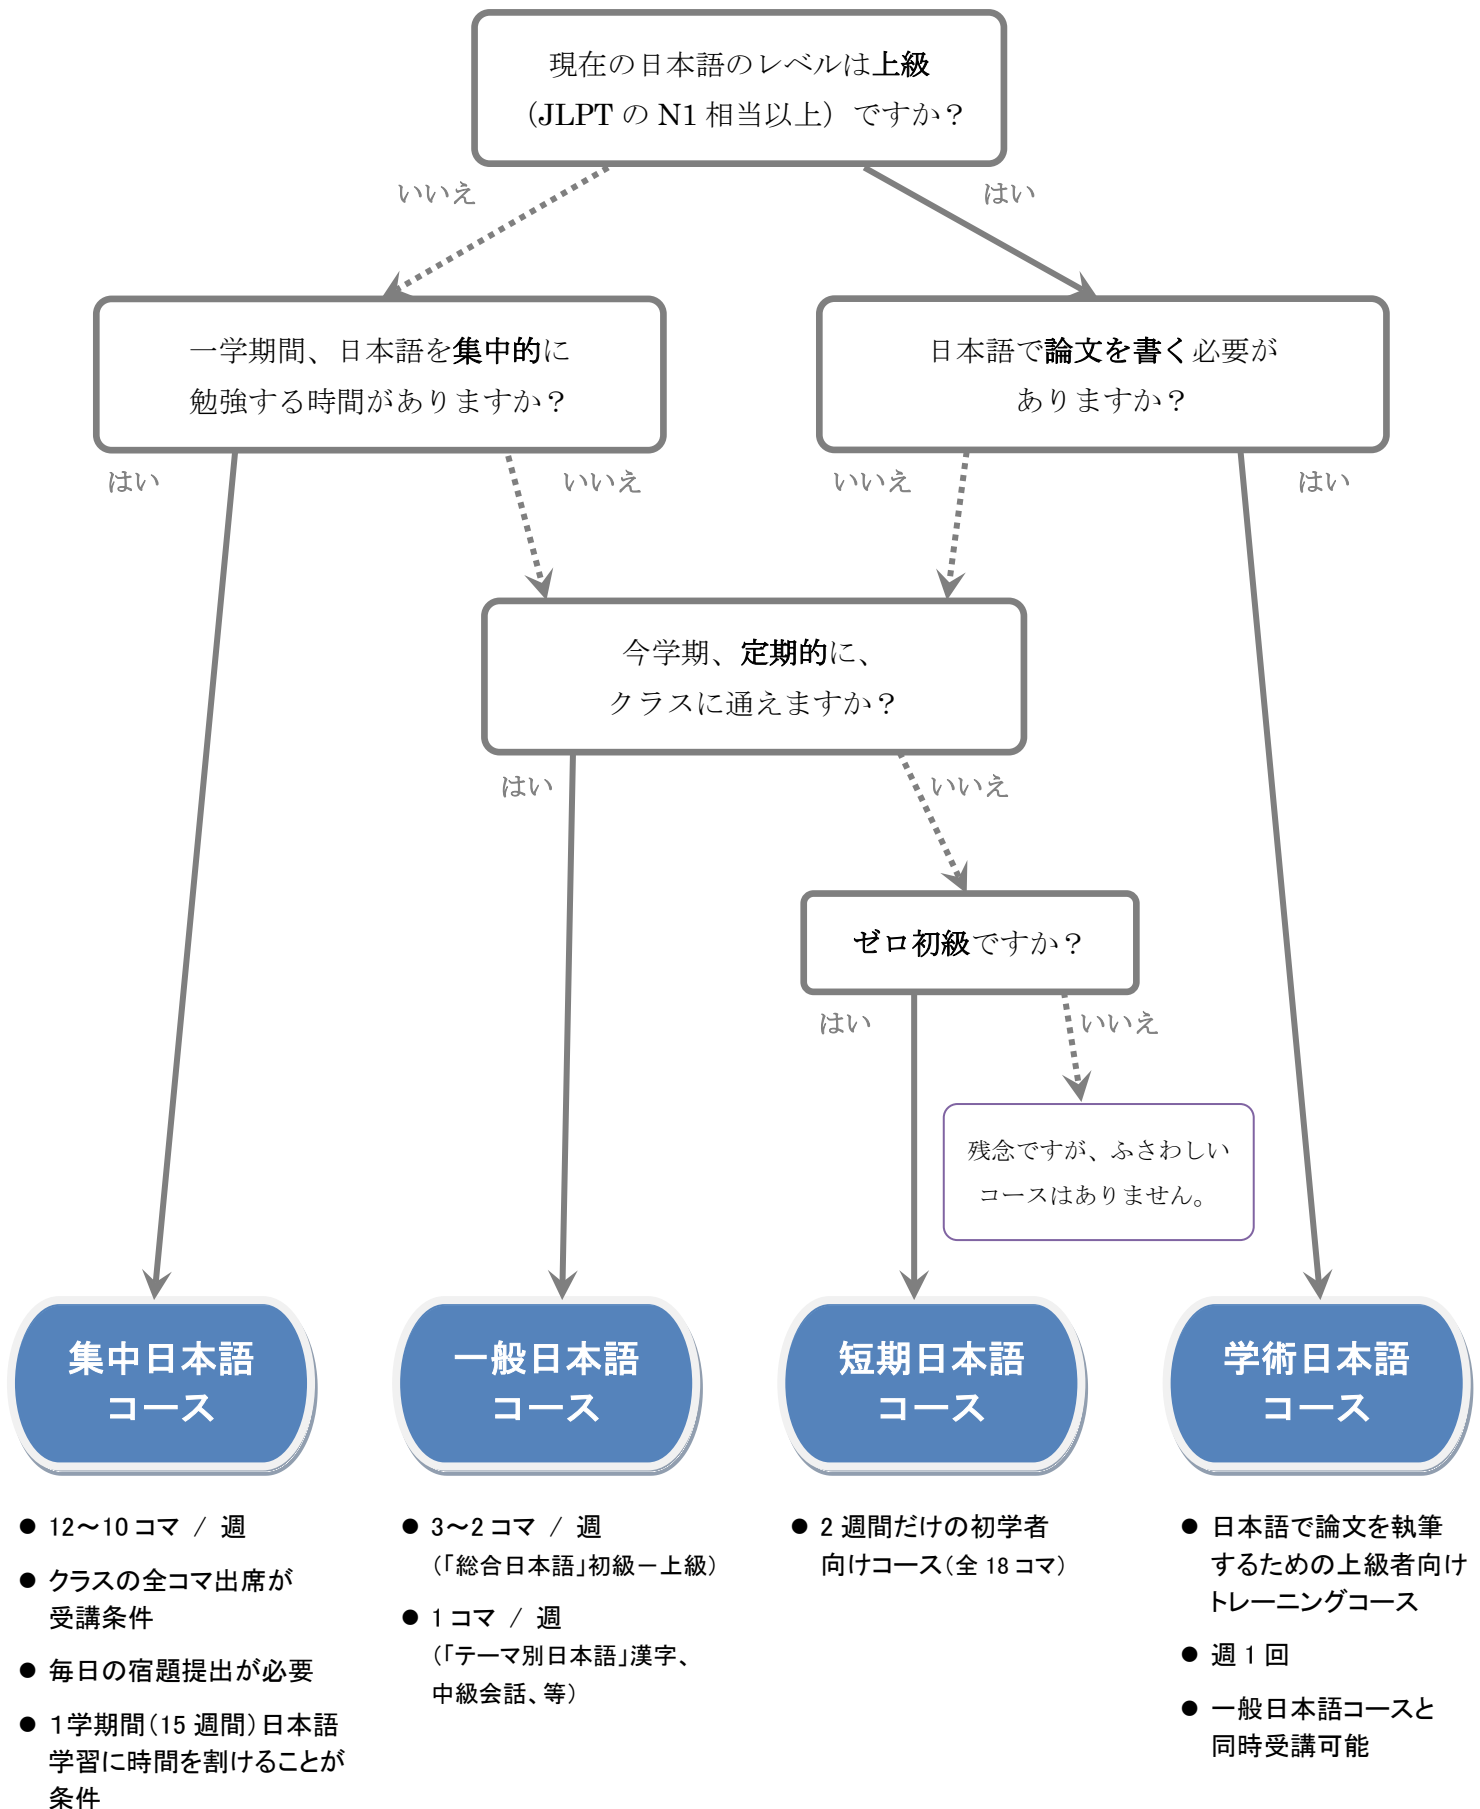 現在の日本語のレベルは上級
（JLPT の N1 相当以上）ですか？
いいえ
はい
一学期間、日本語を集中的に
勉強する時間がありますか？
日本語で論文を書く必要が
ありますか？
はい
いいえ
いいえ
はい
今学期、定期的に、
クラスに通えますか？
はい
いいえ
ゼロ初級ですか？
はい
いいえ
残念ですが、ふさわしい
コースはありません。
集中日本語
コース
一般日本語
コース
短期日本語
コース
学術日本語
コース
● 12～10 コマ / 週
● クラスの全コマ出席が
受講条件
● 毎日の宿題提出が必要
● 1学期間（15 週間）日本語
学習に時間を割けることが
条件
● 3～2 コマ / 週
（「総合日本語」初級－上級）
● 1 コマ / 週
（「テーマ別日本語」漢字、
中級会話、等）
● 2 週間だけの初学者
向けコース（全 18 コマ）
● 日本語で論文を執筆
するための上級者向け
トレーニングコース
● 週 1 回
● 一般日本語コースと
同時受講可能